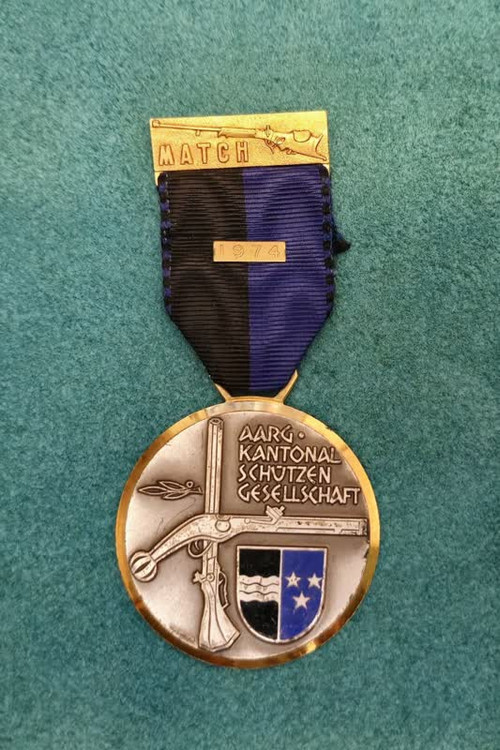 MATCH
1974
AARG·
KANTONAL
SCHÜTZEN
GESELLSCHAFT